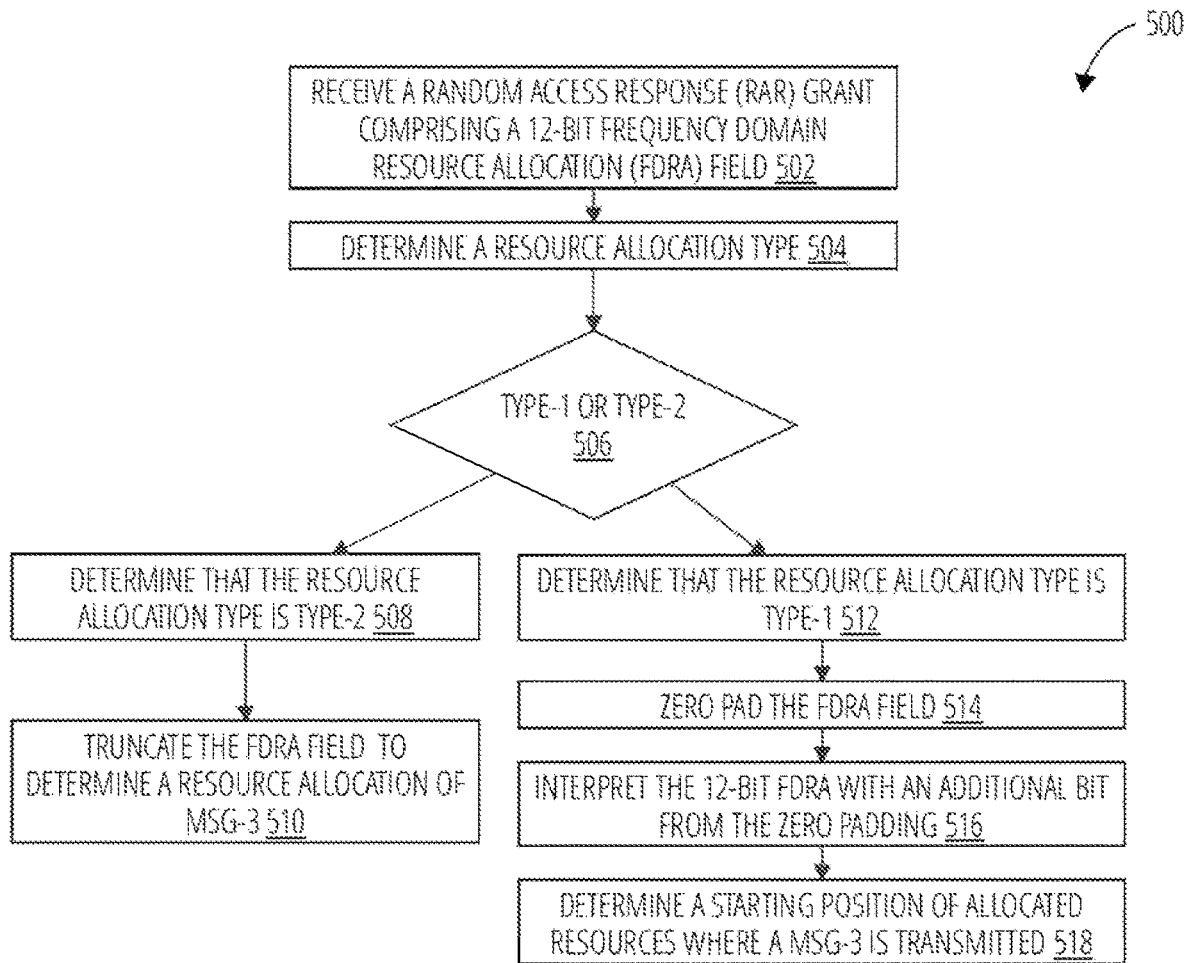 500
RECEIVE A RANDOM ACCESS RESPONSE (RAR) GRANT
COMPRISING A 12-BIT FREQUENCY DOMAIN
RESOURCE ALLOCATION (FDRA) FIELD 502
DETERMINE A RESOURCE ALLOCATION TYPE 504
TYPE-1 OR TYPE-2
506
DETERMINE THAT THE RESOURCE
ALLOCATION TYPE IS TYPE-2 508
TRUNCATE THE FDRA FIELD TO
DETERMINE A RESOURCE ALLOCATION OF
MSG-3 510
DETERMINE THAT THE RESOURCE ALLOCATION TYPE IS
TYPE-1 512
ZERO PAD THE FDRA FIELD 514
INTERPRET THE 12-BIT FDRA WITH AN ADDITIONAL BIT
FROM THE ZERO PADDING 516
DETERMINE A STARTING POSITION OF ALLOCATED
RESOURCES WHERE A MSG-3 IS TRANSMITTED 518